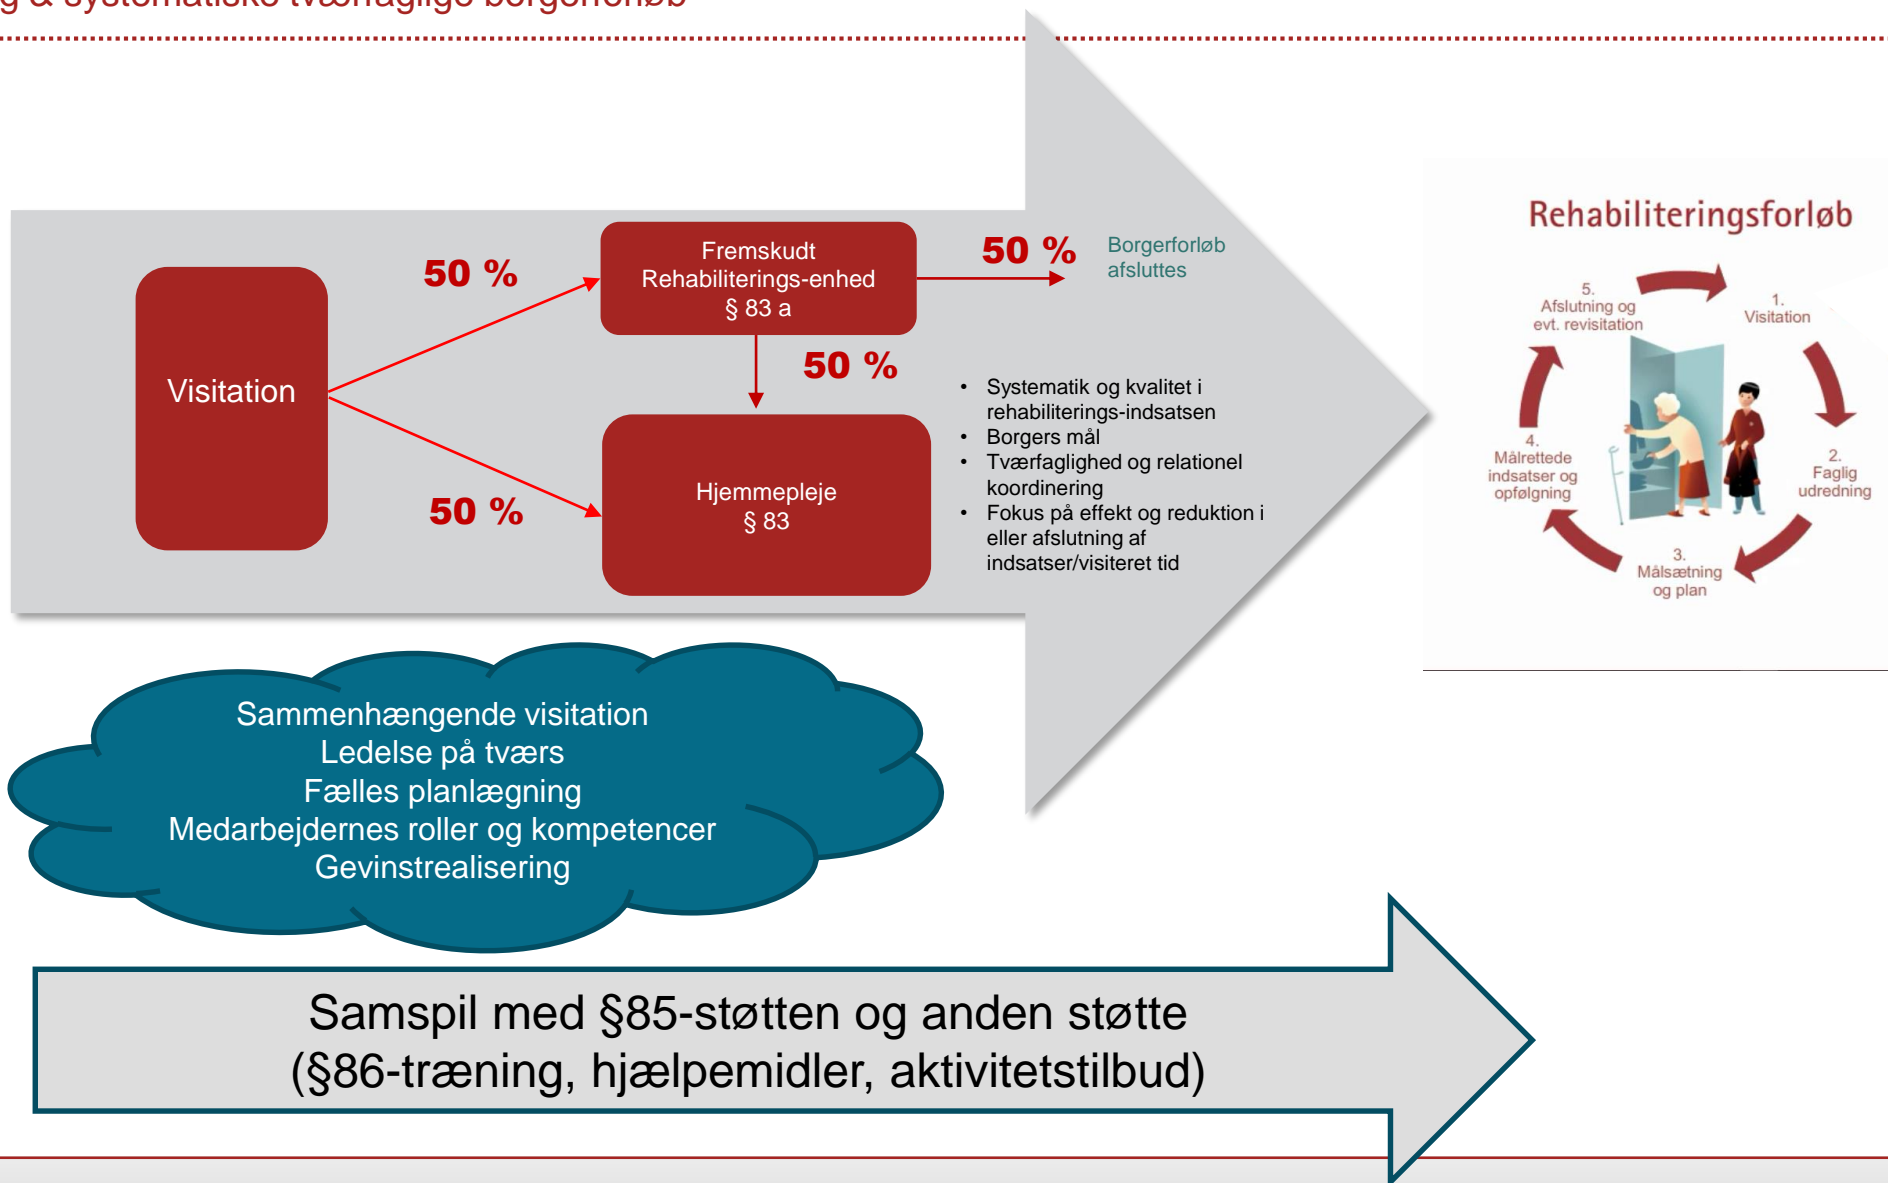 & systematiske tværfaglige borgerforløb
Visitation
50 %
50 %
Fremskudt
Rehabiliterings-enhed
§ 83 a
50 %
Hjemmepleje
§ 83
50 %
Borgerforløb
afsluttes
• Systematik og kvalitet i
rehabiliterings-indsatsen
• Borgers mål
• Tværfaglighed og relationel
koordinering
• Fokus på effekt og reduktion i
eller afslutning af
indsatser/visiteret tid
Rehabiliteringsforløb
1.
Visitation
2.
Faglig
udredning
3.
Målsætning
og plan
4.
Målrettede
indsatser og
opfølgning
5.
Afslutning og
evt. revisitation
Sammenhængende visitation
Ledelse på tværs
Fælles planlægning
Medarbejdernes roller og kompetencer
Gevinstrealisering
Samspil med §85-støtten og anden støtte
(§86-træning, hjælpemidler, aktivitetstilbud)